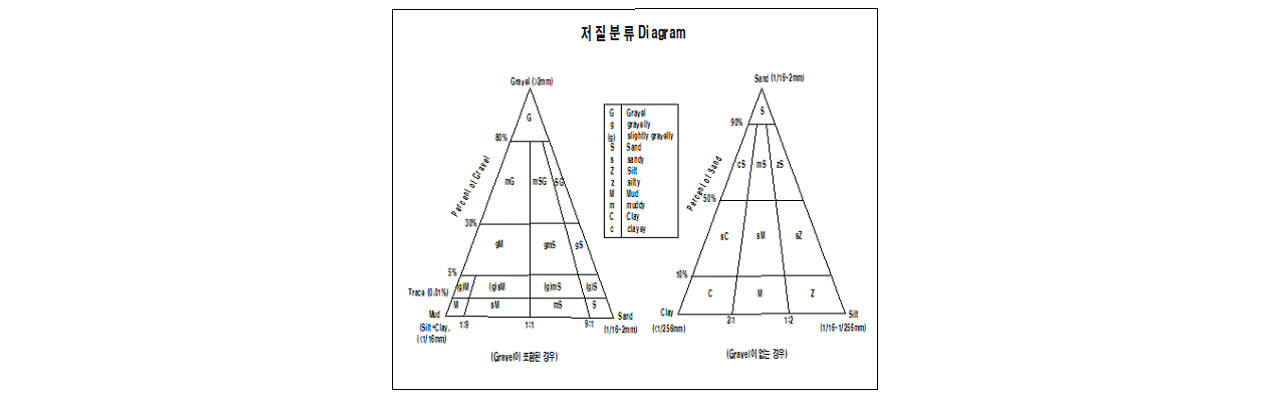 저질분류 Diagram
Gravel (>2mm)
G
80%
Percent of Gravel
mG
mSG
SG
30%
gM
gmS
gS
5%
(g)M
(g)sM
(g)mS
(g)S
Trace (0.01%)
M
sM
mS
S
Mud
Sand
(Silt+Clay,
<1/16mm)
1:9
1:1
9:1
(1/16~2mm)
(Gravel이 포함된 경우)
G Gravel
g gravelly
(g) slightly gravelly
S Sand
s sandy
Z Silt
z silty
M Mud
m muddy
C Clay
c clayey
Sand (1/16~2mm)
S
90%
Percent of Sand
cS
mS
zS
50%
sC
sM
sZ
10%
C
M
Z
Clay
Silt
(<1/256mm)
2:1
1:2
(1/16~1/256mm)
(Gravel이 없는 경우)